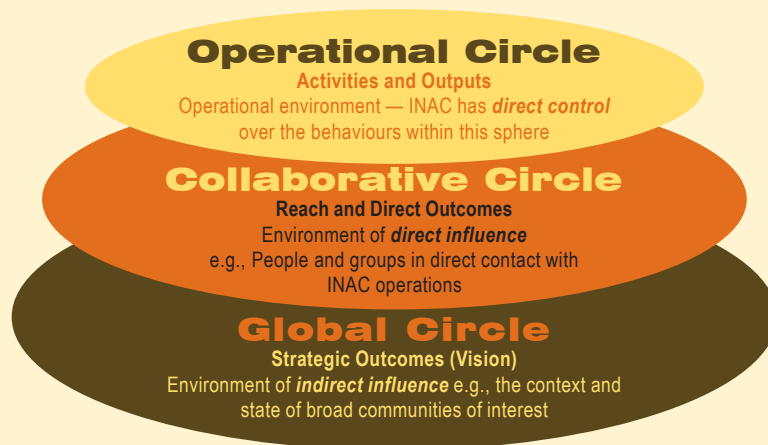 Operational Circle
Activities and Outputs
Operational environment — INAC has direct control
over the behaviours within this sphere
Collaborative Circle
Reach and Direct Outcomes
Environment of direct influence
e.g., People and groups in direct contact with
INAC operations
Global Circle
Strategic Outcomes (Vision)
Environment of indirect influence e.g., the context and
state of broad communities of interest